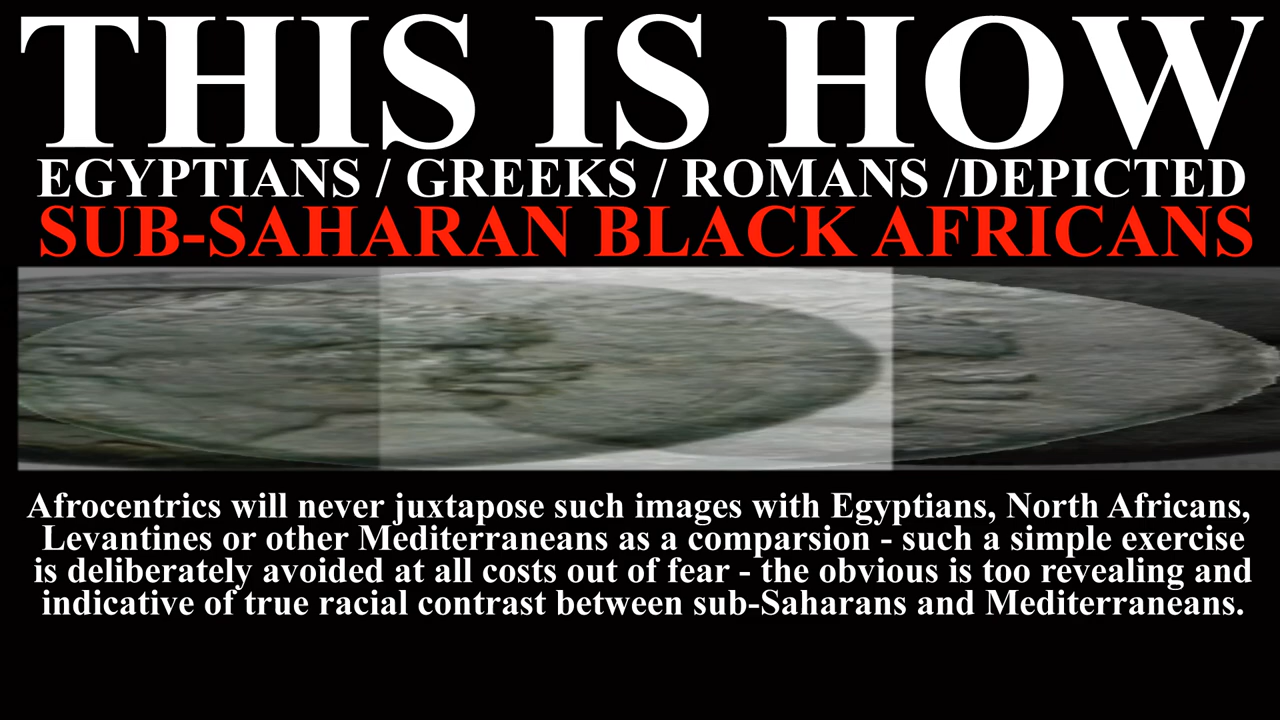 THIS IS HOW
EGYPTIANS / GREEKS / ROMANS /DEPICTED
SUB-SAHARAN BLACK AFRICANS
Afrocentrics will never juxtapose such images with Egyptians, North Africans,
Levantines or other Mediterraneans as a comparsion - such a simple exercise
is deliberately avoided at all costs out of fear - the obvious is too revealing and
indicative of true racial contrast between sub-Saharans and Mediterraneans.